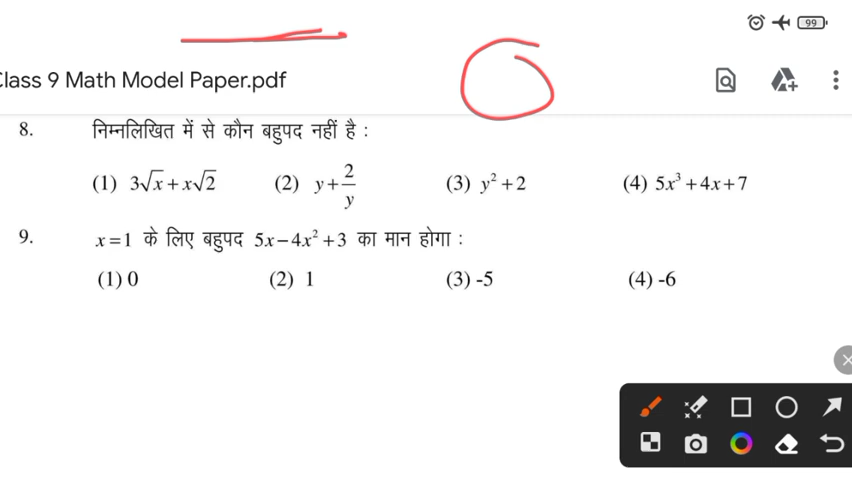 99
Class 9 Math Model Paper.pdf
8. निम्नलिखित में से कौन बहुपद नहीं है :
(1) 3√x + x√2 (2) y + 2/y (3) y² + 2 (4) 5x³ + 4x + 7
9. x = 1 के लिए बहुपद 5x − 4x² + 3 का मान होगा :
(1) 0 (2) 1 (3) -5 (4) -6